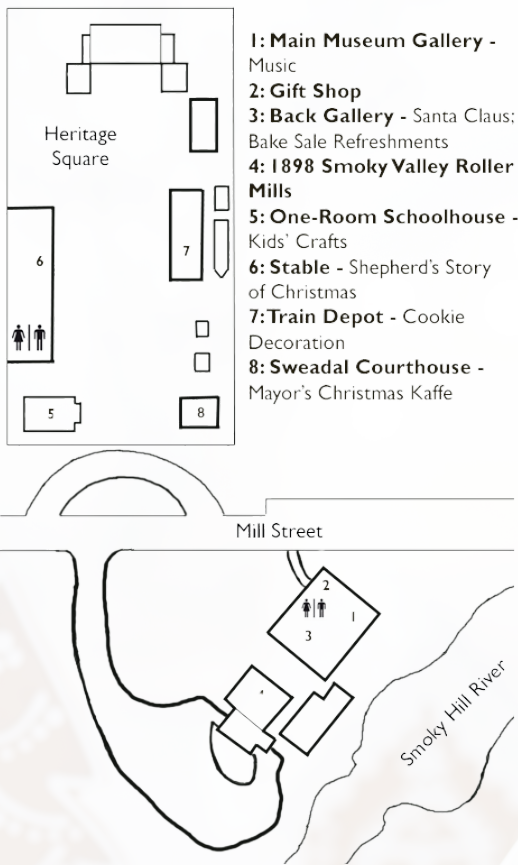 1: Main Museum Gallery -
Music
2: Gift Shop
3: Back Gallery - Santa Claus;
Bake Sale Refreshments
4: 1898 Smoky Valley Roller
Mills
5: One-Room Schoolhouse -
Kids' Crafts
6: Stable - Shepherd's Story
of Christmas
7: Train Depot - Cookie
Decoration
8: Sweadal Courthouse -
Mayor's Christmas Kaffe
Heritage
Square
6
7
5
8
Mill Street
2
1
3
4
Smoky Hill River